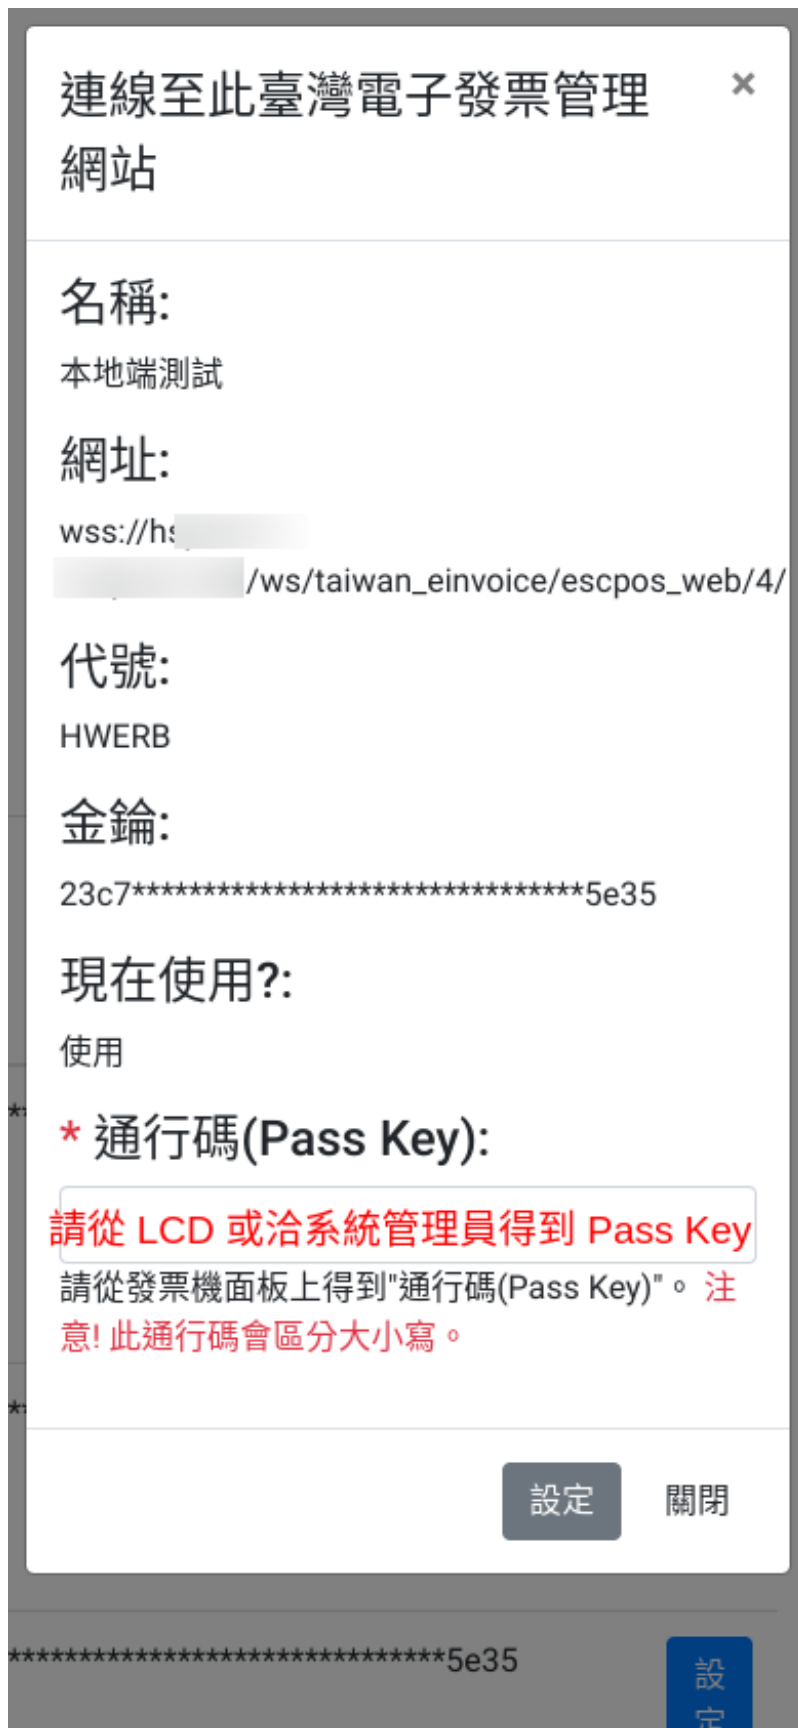 連線至此臺灣電子發票管理
網站
×
名稱:
本地端測試
網址:
wss://hs
/ws/taiwan_einvoice/escpos_web/4/
代號:
HWERB
金鑰:
23c7********************************5e35
現在使用?:
使用
* 通行碼(Pass Key):
請從 LCD 或洽系統管理員得到 Pass Key
請從發票機面板上得到"通行碼(Pass Key)"。 注
意! 此通行碼會區分大小寫。
設定 關閉
*******************************5e35
設
定